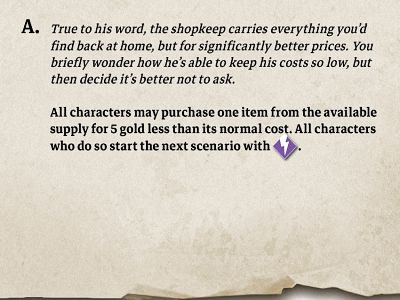 A. True to his word, the shopkeep carries everything you'd
find back at home, but for significantly better prices. You
briefly wonder how he's able to keep his costs so low, but
then decide it's better not to ask.
All characters may purchase one item from the available
supply for 5 gold less than its normal cost. All characters
who do so start the next scenario with .